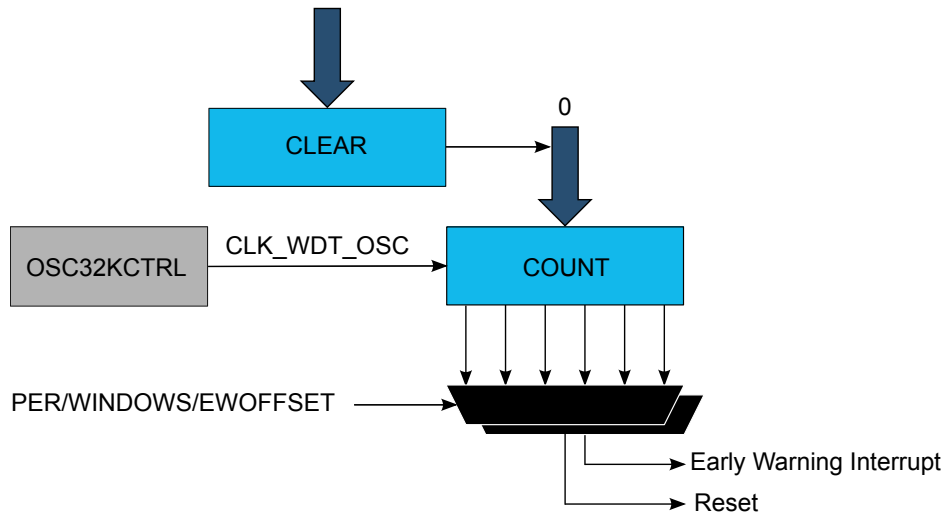 0
CLEAR
CLK_WDT_OSC
OSC32KCTRL
COUNT
PER/WINDOWS/EWOFFSET
Early Warning Interrupt
Reset